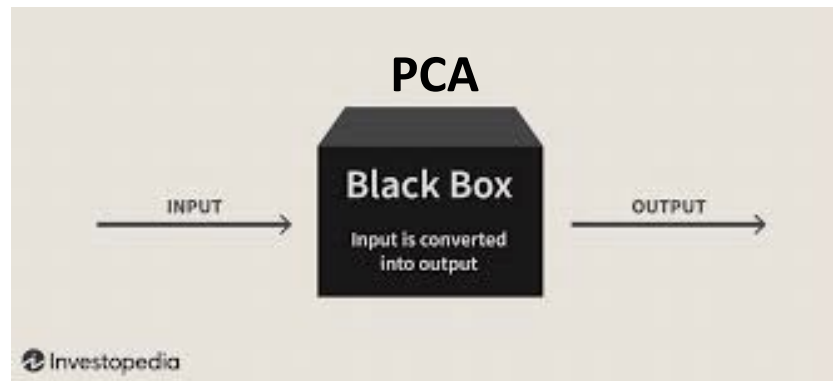 PCA
Black Box
INPUT
OUTPUT
Input is converted
into output
Investopedia